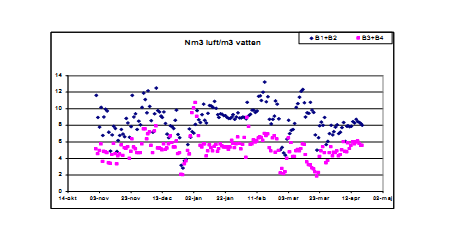 B1+B2 B3+B4
Nm3 luft/m3 vatten
14
12
10
8
6
4
2
0
14-okt 03-nov 23-nov 13-dec 02-jan 22-jan 11-feb 03-mar 23-mar 12-apr 02-maj